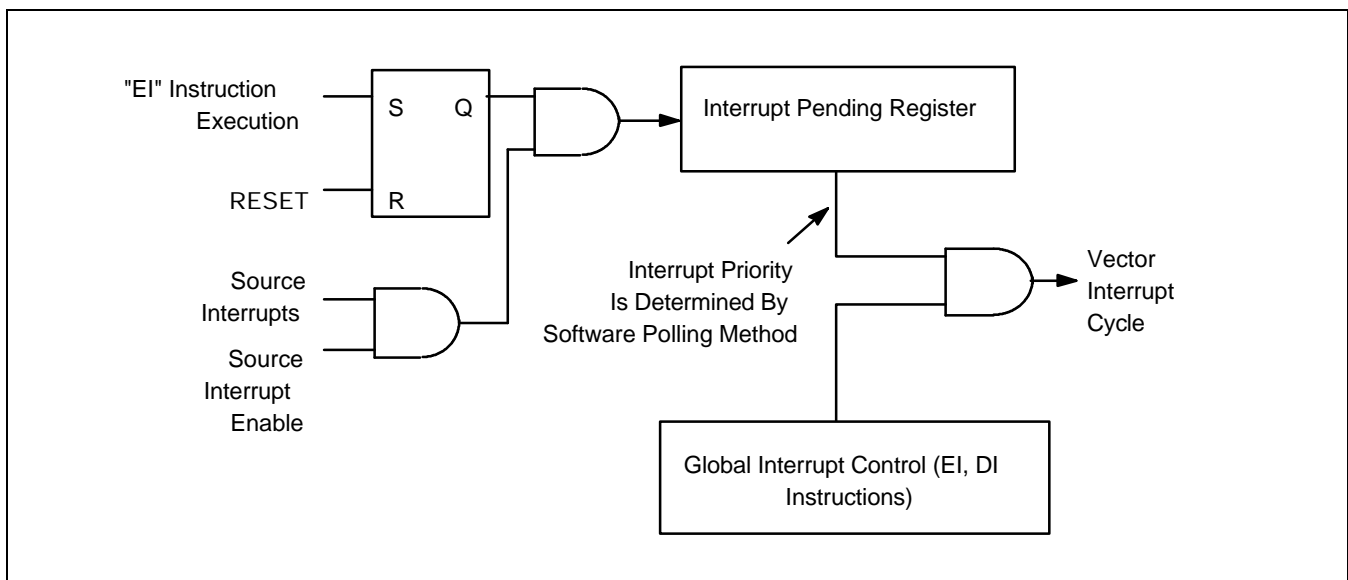 "EI" Instruction
Execution
S
Q
RESET
R
Source
Interrupts
Source
Interrupt
Enable
Interrupt Pending Register
Interrupt Priority
Is Determined By
Software Polling Method
Vector
Interrupt
Cycle
Global Interrupt Control (EI, DI
Instructions)